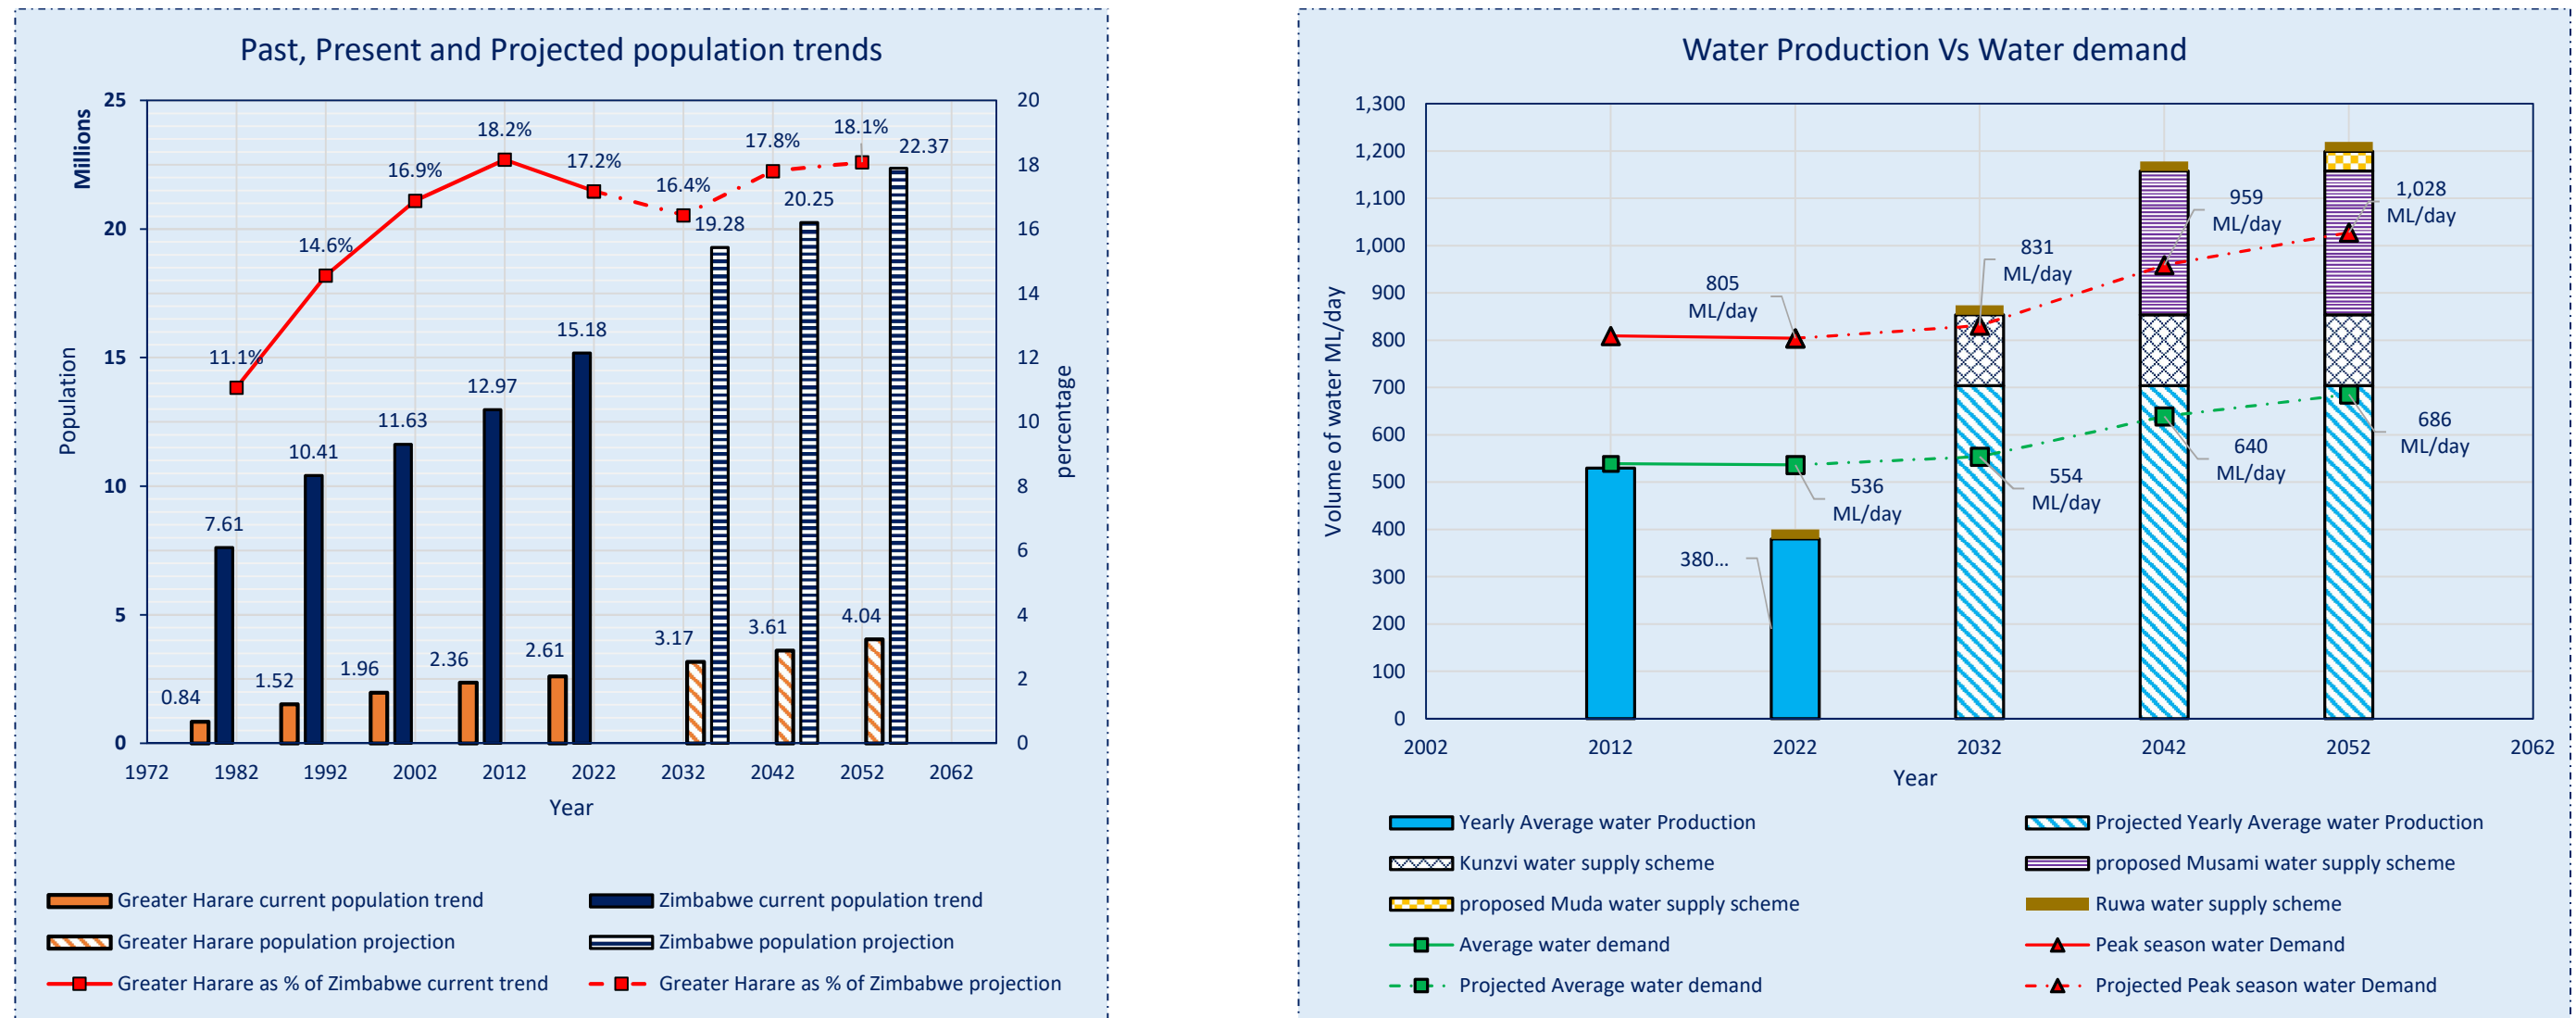 Past, Present and Projected population trends
Millions
Population
percentage
25
20
15
10
5
0
20
18
16
14
12
10
8
6
4
2
0
11.1%
14.6%
16.9%
18.2%
17.2%
16.4%
17.8%
18.1%
0.84
7.61
1.52
10.41
1.96
11.63
2.36
12.97
2.61
15.18
3.17
19.28
3.61
20.25
4.04
22.37
1972 1982 1992 2002 2012 2022 2032 2042 2052 2062
Year
Greater Harare current population trend
Zimbabwe current population trend
Greater Harare population projection
Zimbabwe population projection
Greater Harare as % of Zimbabwe current trend
Greater Harare as % of Zimbabwe projection
Water Production Vs Water demand
Volume of water ML/day
1,300
1,200
1,100
1,000
900
800
700
600
500
400
300
200
100
0
805
ML/day
831
ML/day
959
ML/day
1,028
ML/day
380...
536
ML/day
554
ML/day
640
ML/day
686
ML/day
2002 2012 2022 2032 2042 2052 2062
Year
Yearly Average water Production
Projected Yearly Average water Production
Kunzvi water supply scheme
proposed Musami water supply scheme
proposed Muda water supply scheme
Ruwa water supply scheme
Average water demand
Peak season water Demand
Projected Average water demand
Projected Peak season water Demand